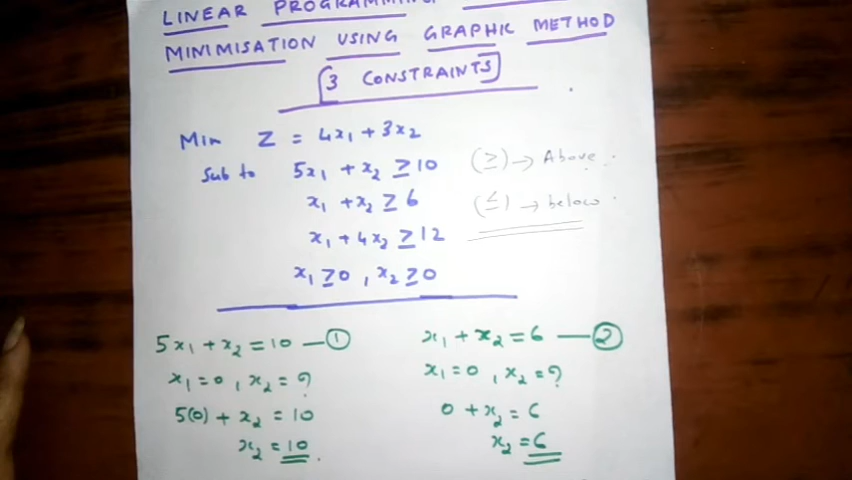 LINEAR PROGRAMMING
MINIMISATION USING GRAPHIC METHOD
[3 CONSTRAINTS]
Min Z = 4x₁ + 3x₂
Sub to 5x₁ + x₂ ≥ 10 (≥) → Above
x₁ + x₂ ≥ 6 (≤) → below
x₁ + 4x₂ ≥ 12
x₁ ≥ 0, x₂ ≥ 0
5x₁ + x₂ = 10 — ①
x₁ = 0, x₂ = ?
5(0) + x₂ = 10
x₂ = 10
x₁ + x₂ = 6 — ②
x₁ = 0, x₂ = ?
0 + x₂ = 6
x₂ = 6